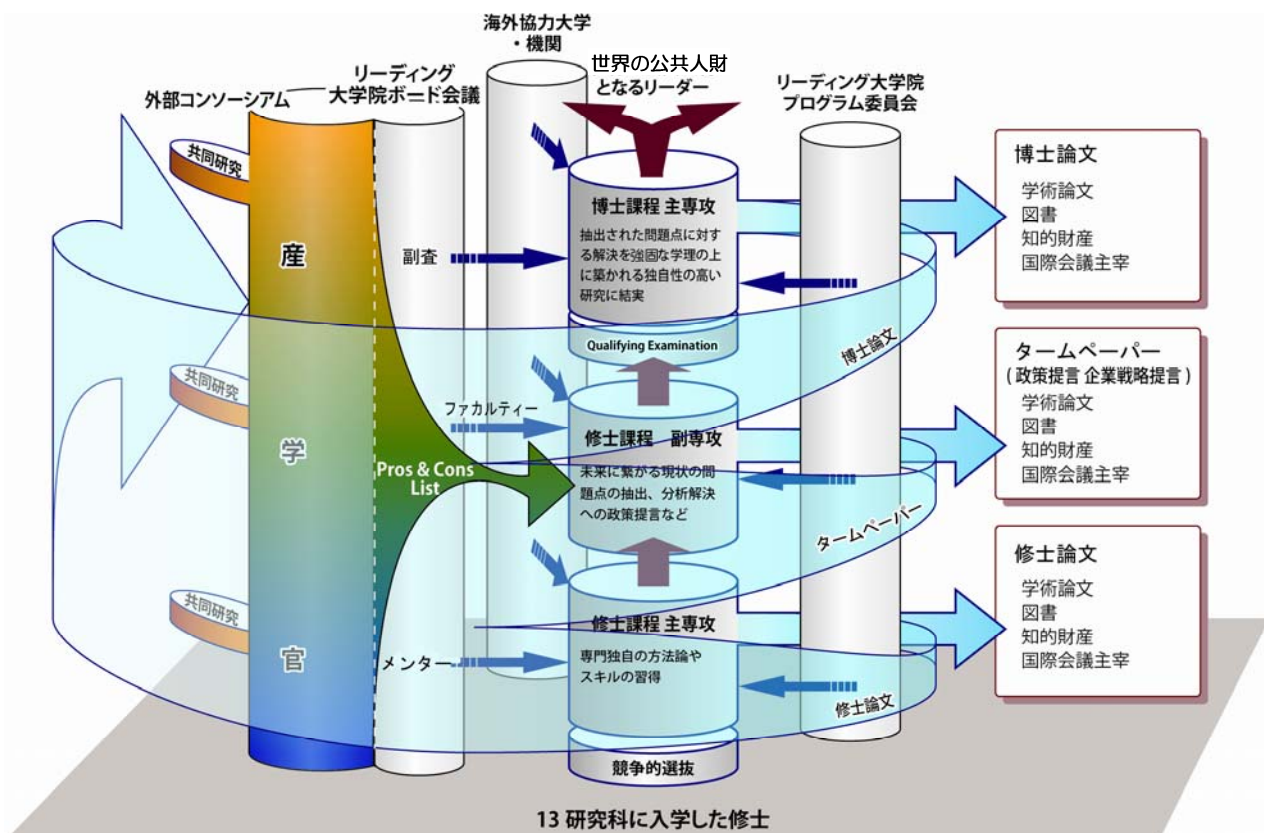 海外協力大学
・機関
世界の公共人財
となるリーダー
リーディング
大学院ボード会議
リーディング大学院
プログラム委員会
外部コンソーシアム
共同研究
産
副査
博士課程 主専攻
抽出された問題点に対す
る解決を強固な学理の上
に築かれる独自性の高い
研究に結実
Qualifying Examination
博士論文
博士論文
学術論文
図書
知的財産
国際会議主宰
共同研究
学
Pros & Cons
List
ファカルティー
修士課程 副専攻
未来に繋がる現状の問
題点の抽出、分析解決
への政策提言など
タームペーパー
タームペーパー
( 政策提言 企業戦略提言 )
学術論文
図書
知的財産
国際会議主宰
共同研究
官
メンター
修士課程 主専攻
専門独自の方法論や
スキルの習得
修士論文
修士論文
学術論文
図書
知的財産
国際会議主宰
競争的選抜
13 研究科に入学した修士